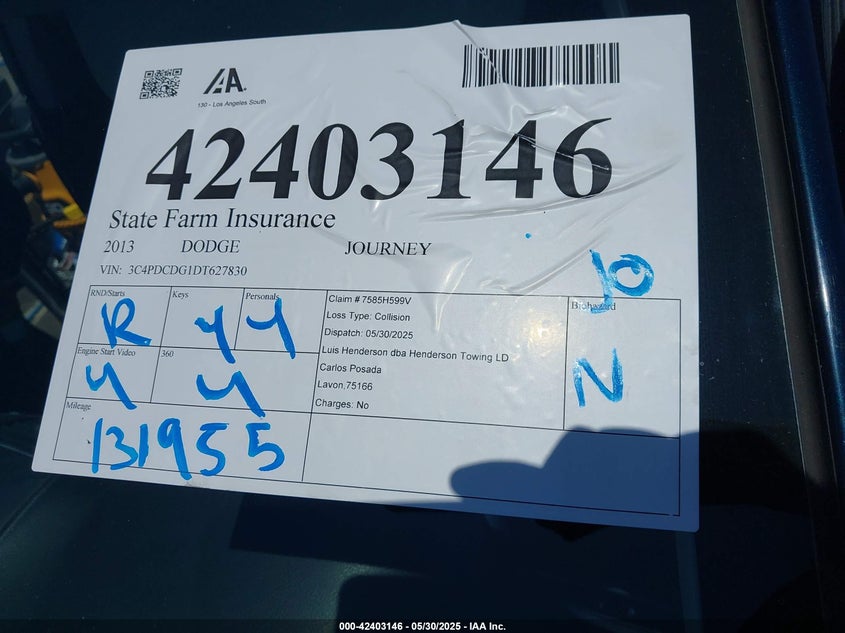 IAA.
130 - Los Angeles South
42403146
State Farm Insurance
2013 DODGE JOURNEY
VIN: 3C4PDCDG1DT627830
Jo
RND/Starts Keys Personals
R Y Y
Engine Start Video 360
Y Y
Mileage
131955
Claim # 7585H599V
Loss Type: Collision
Dispatch: 05/30/2025
Luis Henderson dba Henderson Towing LD
Carlos Posada
Lavon,75166
Charges: No
Biohazard
N
000-42403146 - 05/30/2025 - IAA Inc.